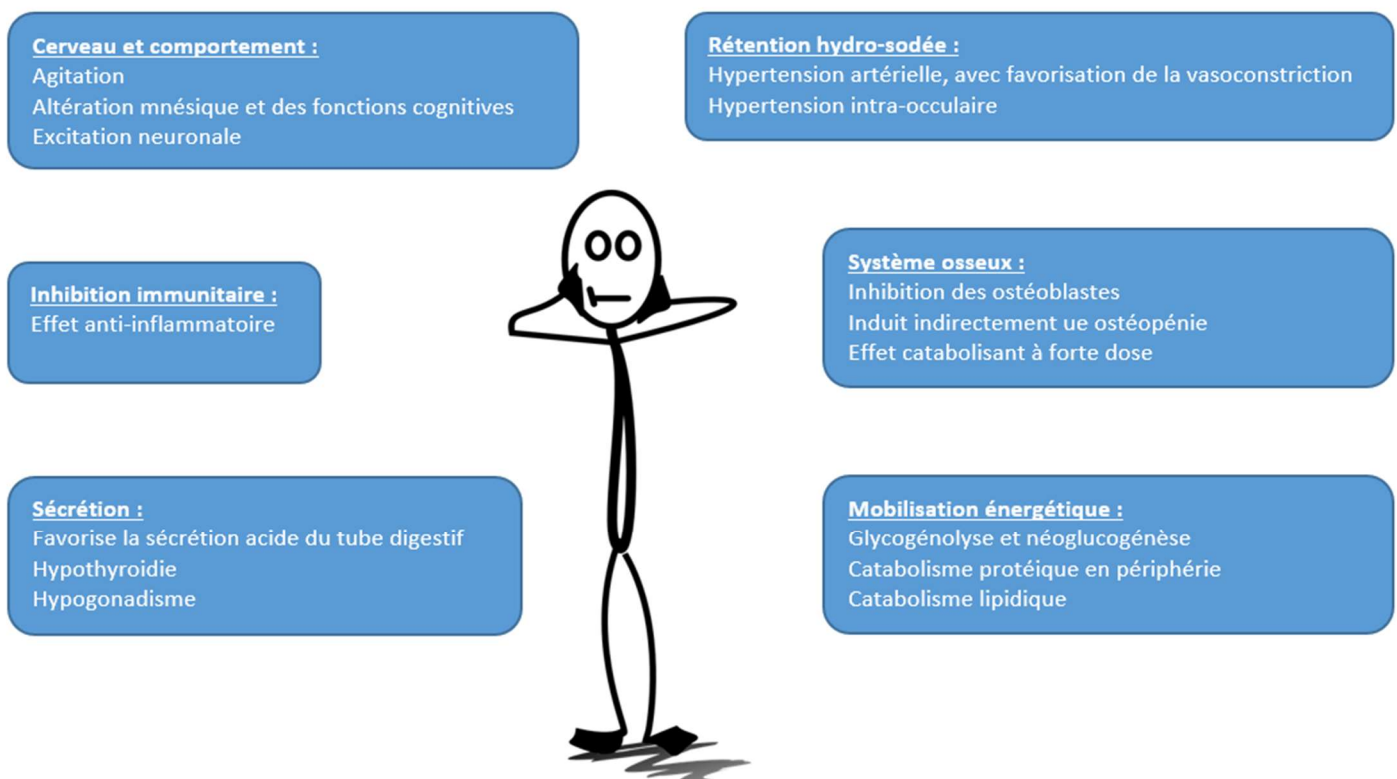 Cerveau et comportement :
Agitation
Altération mnésique et des fonctions cognitives
Excitation neuronale
Rétention hydro-sodée :
Hypertension artérielle, avec favorisation de la vasoconstriction
Hypertension intra-occulaire
Inhibition immunitaire :
Effet anti-inflammatoire
Système osseux :
Inhibition des ostéoblastes
Induit indirectement ue ostéopénie
Effet catabolisant à forte dose
Sécrétion :
Favorise la sécrétion acide du tube digestif
Hypothyroidie
Hypogonadisme
Mobilisation énergétique :
Glycogénolyse et néoglucogénèse
Catabolisme protéique en périphérie
Catabolisme lipidique